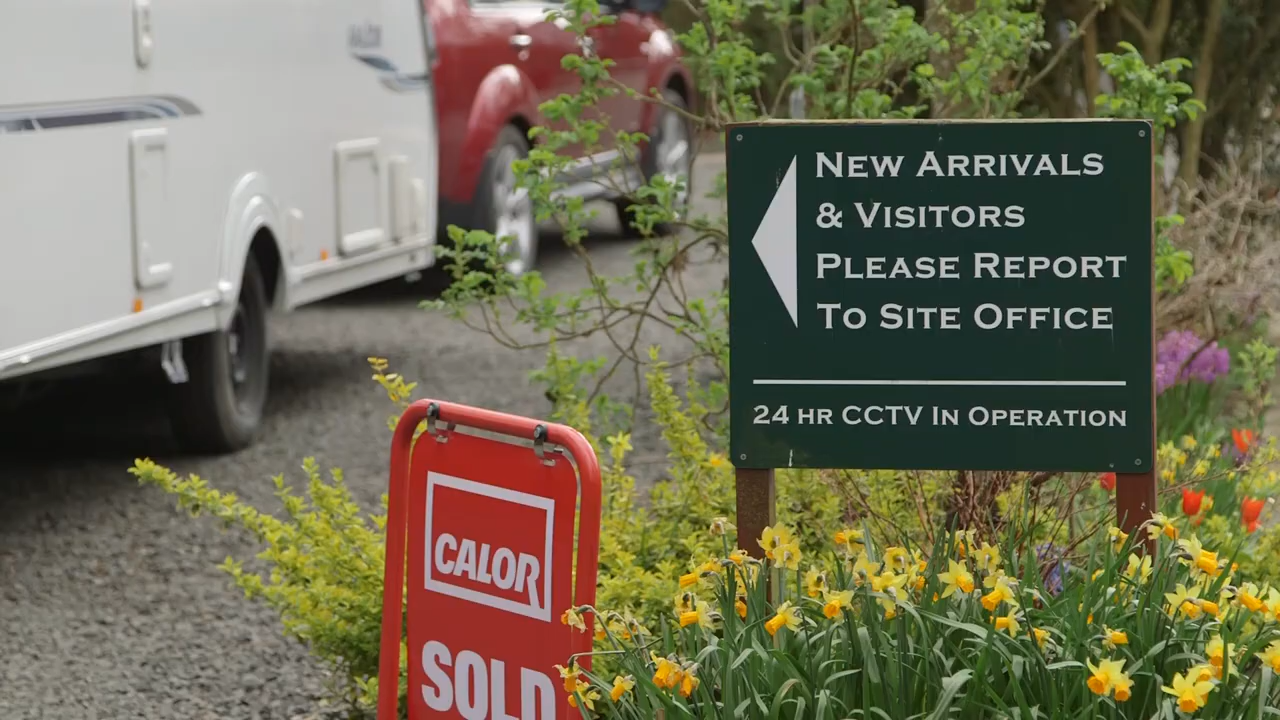 New Arrivals
& Visitors
Please Report
To Site Office
24 hr CCTV In Operation
CALOR
SOLD